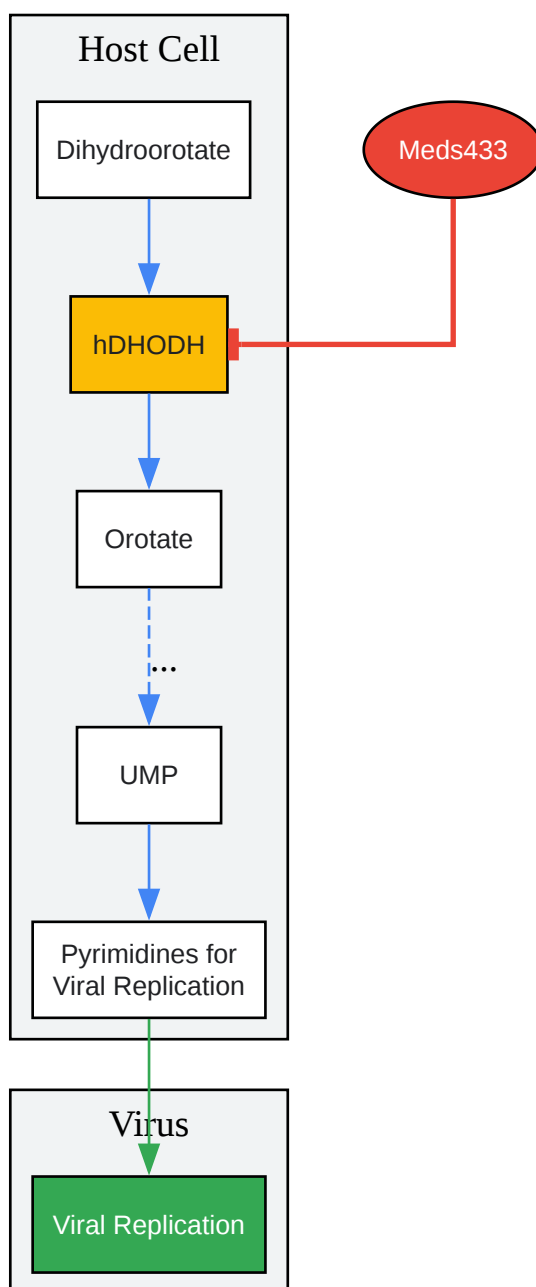 Host Cell
Dihydroorotate
Meds433
hDHODH
Orotate
...
UMP
Pyrimidines for
Viral Replication
Virus
Viral Replication